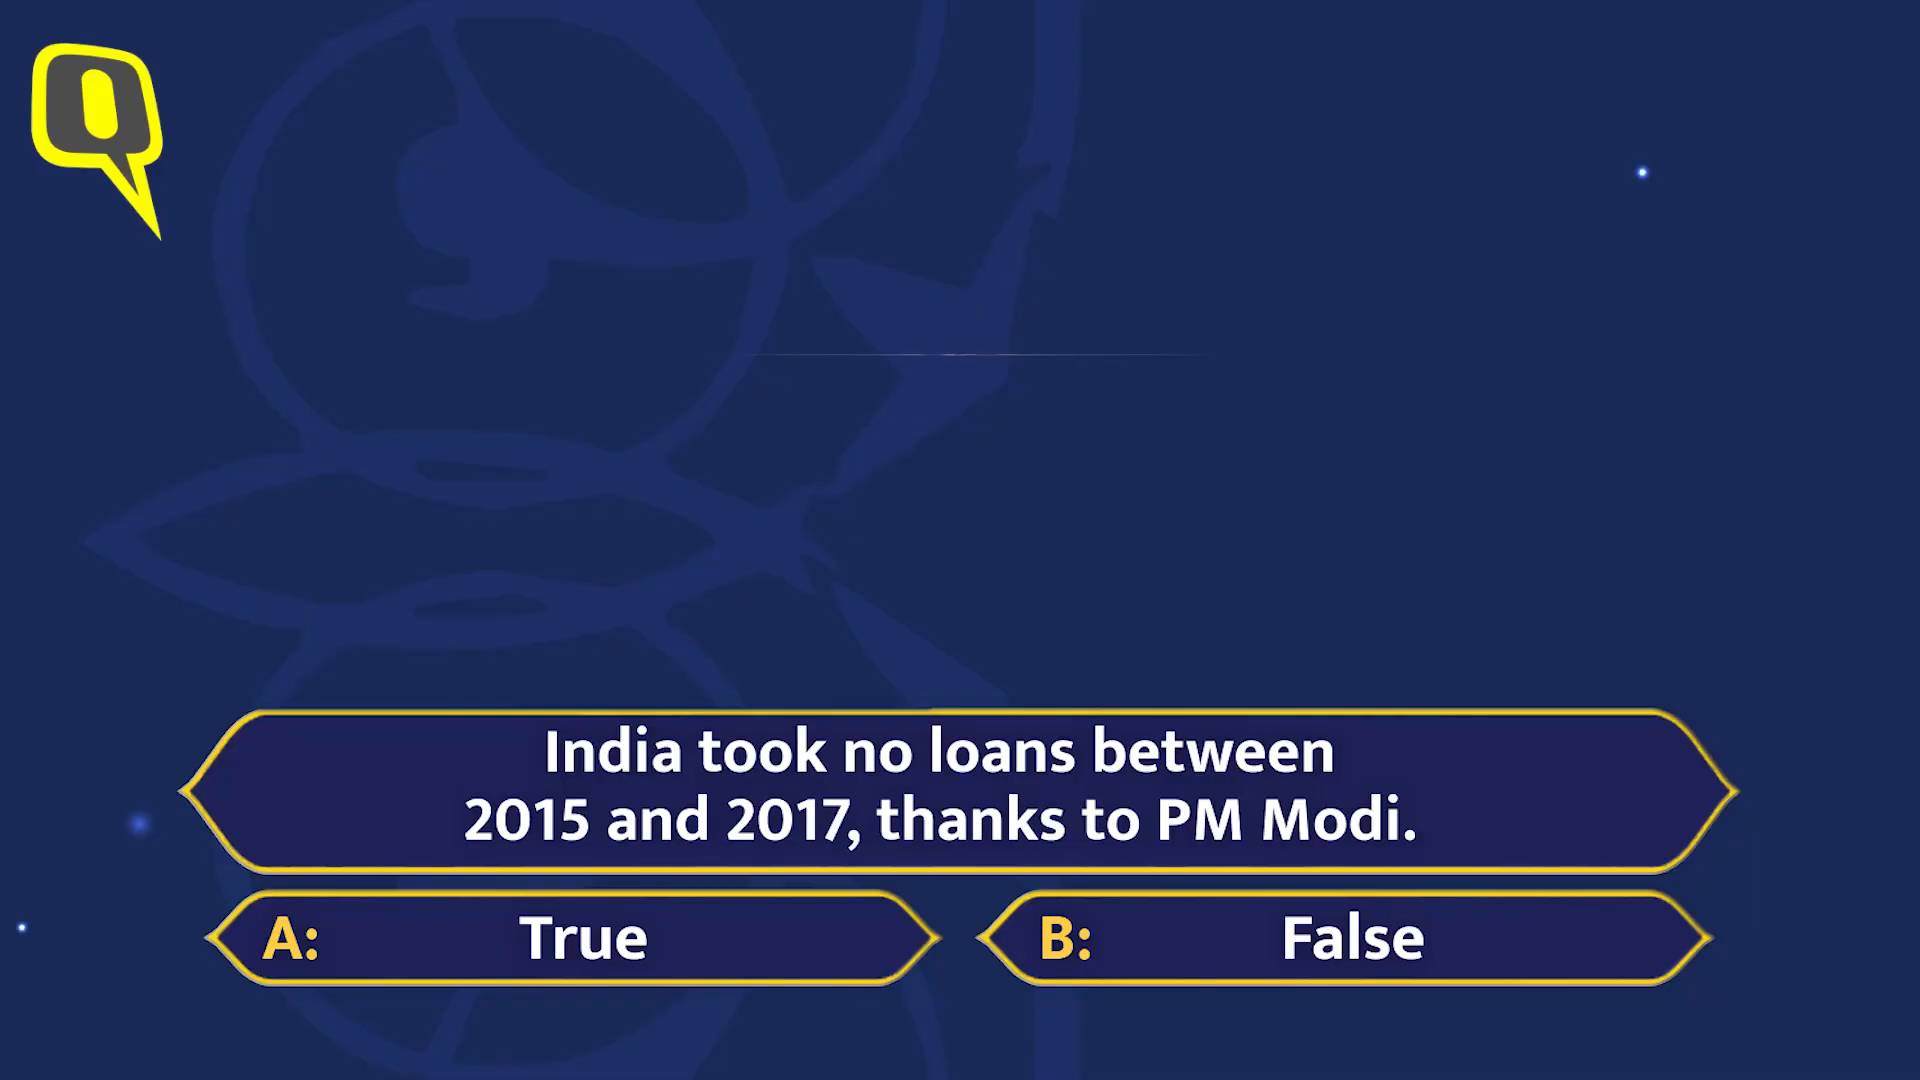 India took no loans between
2015 and 2017, thanks to PM Modi.
A: True
B: False